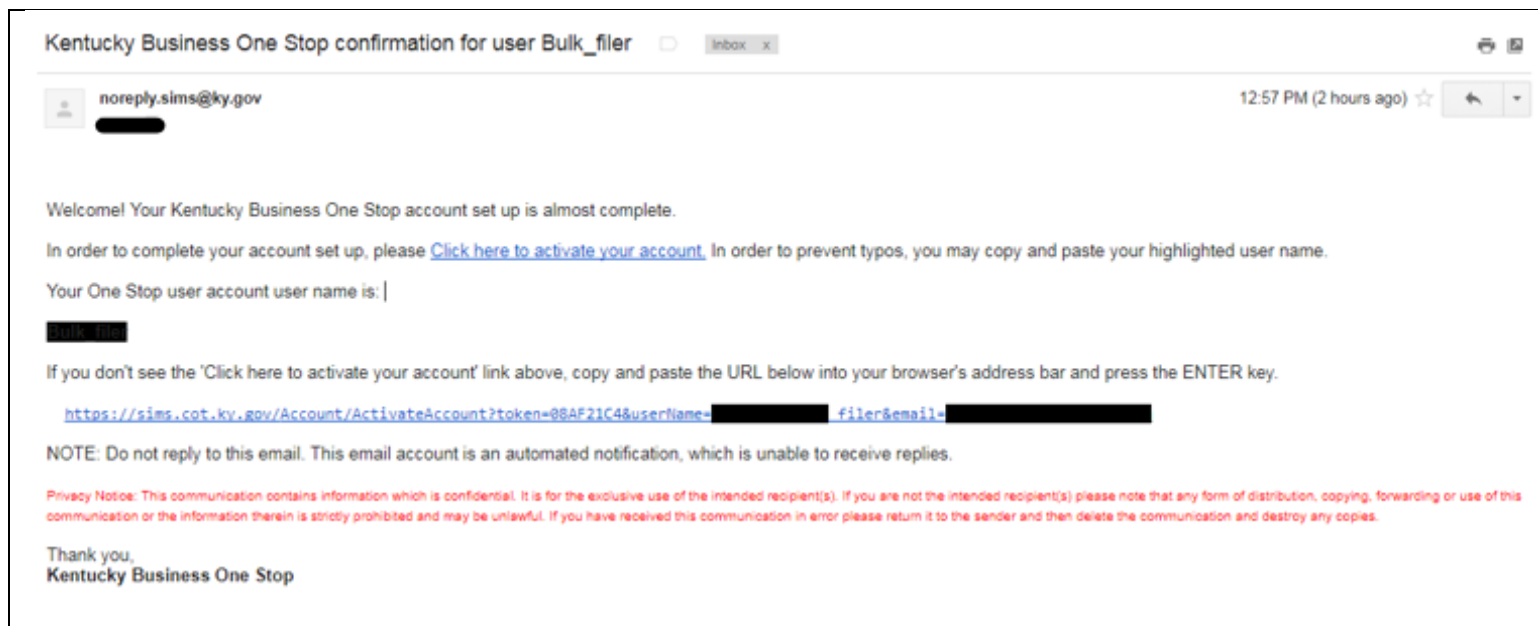 Kentucky Business One Stop confirmation for user Bulk_filer Inbox x
noreply.sims@ky.gov 12:57 PM (2 hours ago)
Welcome! Your Kentucky Business One Stop account set up is almost complete.
In order to complete your account set up, please Click here to activate your account. In order to prevent typos, you may copy and paste your highlighted user name.
Your One Stop user account user name is:
Bulk_filer
If you don't see the 'Click here to activate your account' link above, copy and paste the URL below into your browser's address bar and press the ENTER key.
https://sims.cot.ky.gov/Account/ActivateAccount?token=08AF21C4&userName= _filer&email=
NOTE: Do not reply to this email. This email account is an automated notification, which is unable to receive replies.
Privacy Notice: This communication contains information which is confidential. It is for the exclusive use of the intended recipient(s). If you are not the intended recipient(s) please note that any form of distribution, copying, forwarding or use of this
communication or the information therein is strictly prohibited and may be unlawful. If you have received this communication in error please return it to the sender and then delete the communication and destroy any copies.
Thank you,
Kentucky Business One Stop